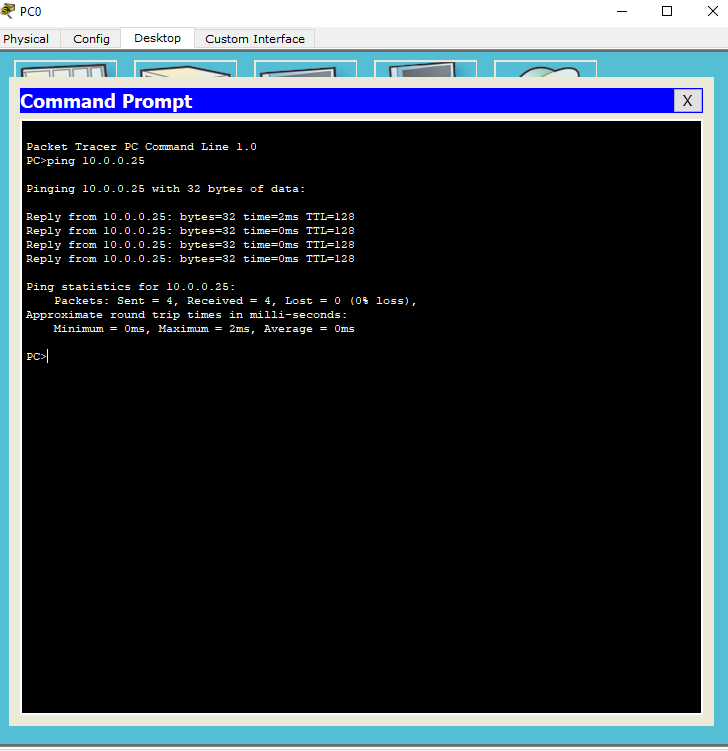 PC0
Physical Config Desktop Custom Interface
Command Prompt X
Packet Tracer PC Command Line 1.0
PC>ping 10.0.0.25
Pinging 10.0.0.25 with 32 bytes of data:
Reply from 10.0.0.25: bytes=32 time=2ms TTL=128
Reply from 10.0.0.25: bytes=32 time=0ms TTL=128
Reply from 10.0.0.25: bytes=32 time=0ms TTL=128
Reply from 10.0.0.25: bytes=32 time=0ms TTL=128
Ping statistics for 10.0.0.25:
    Packets: Sent = 4, Received = 4, Lost = 0 (0% loss),
Approximate round trip times in milli-seconds:
    Minimum = 0ms, Maximum = 2ms, Average = 0ms
PC>